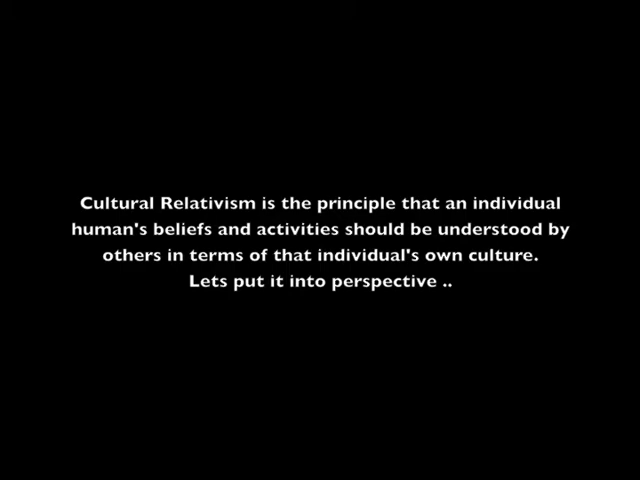 Cultural Relativism is the principle that an individual
human's beliefs and activities should be understood by
others in terms of that individual's own culture.
Lets put it into perspective ..